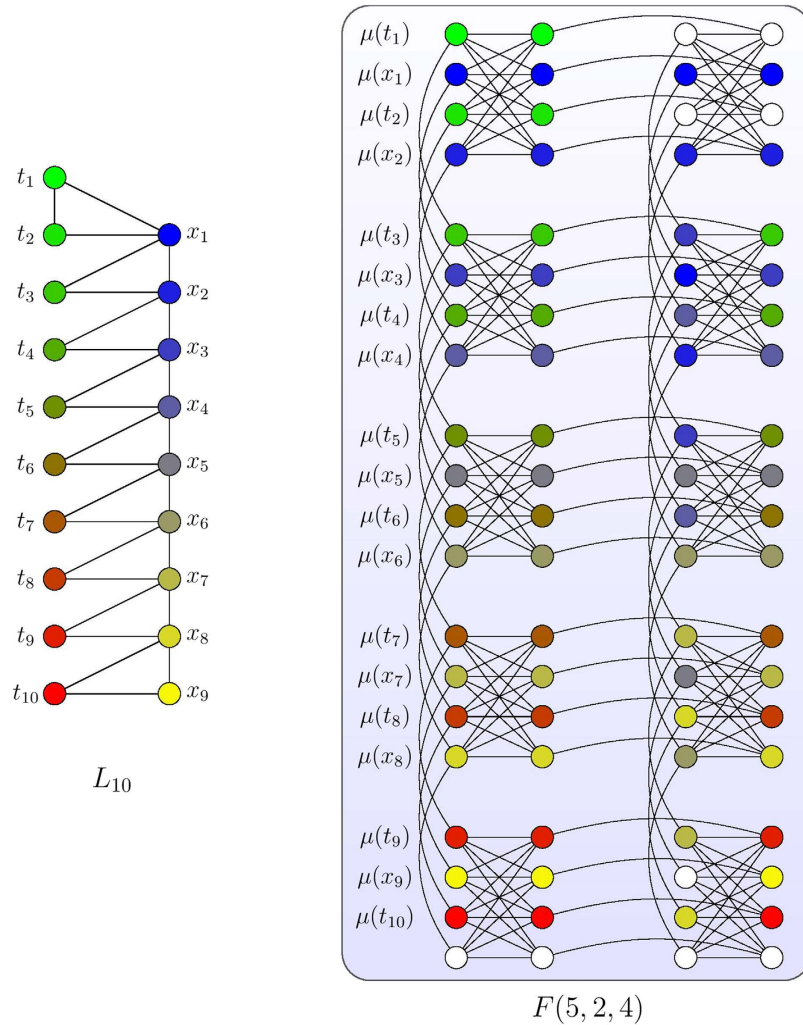 t₁
t₂ x₁
t₃ x₂
t₄ x₃
t₅ x₄
t₆ x₅
t₇ x₆
t₈ x₇
t₉ x₈
t₁₀ x₉
L₁₀
μ(t₁)
μ(x₁)
μ(t₂)
μ(x₂)
μ(t₃)
μ(x₃)
μ(t₄)
μ(x₄)
μ(t₅)
μ(x₅)
μ(t₆)
μ(x₆)
μ(t₇)
μ(x₇)
μ(t₈)
μ(x₈)
μ(t₉)
μ(x₉)
μ(t₁₀)
F(5, 2, 4)